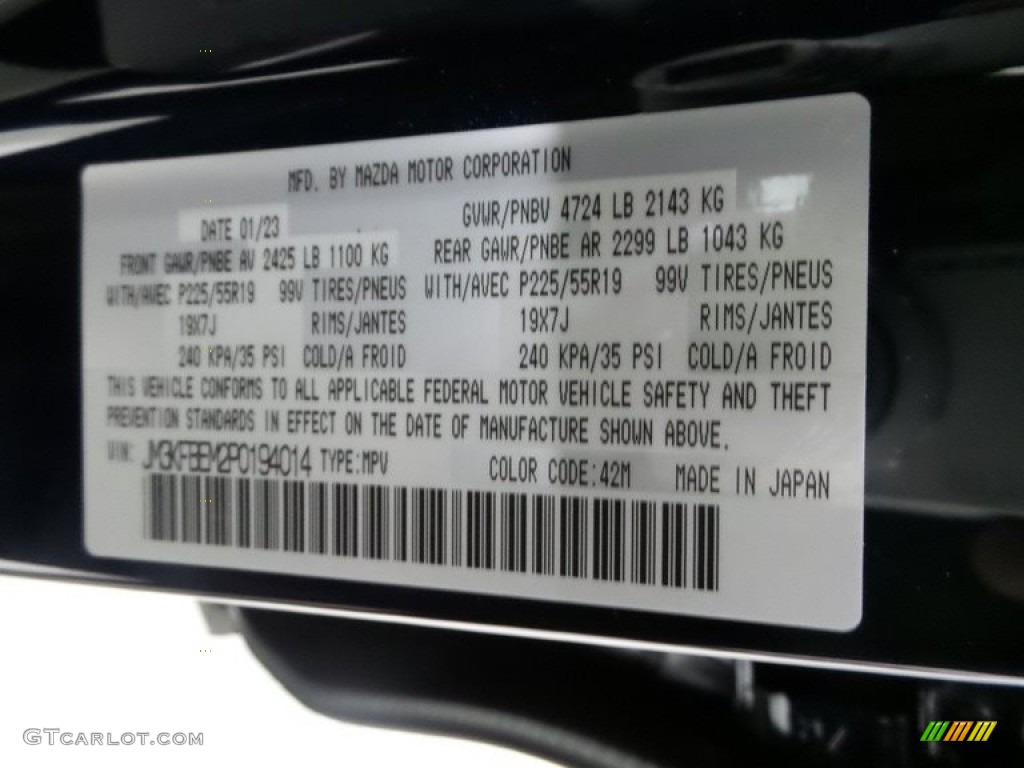 MFD. BY MAZDA MOTOR CORPORATION
DATE 01/23 GVWR/PNBV 4724 LB 2143 KG
FRONT GAWR/PNBE AV 2425 LB 1100 KG REAR GAWR/PNBE AR 2299 LB 1043 KG
WITH/AVEC P225/55R19 99V TIRES/PNEUS WITH/AVEC P225/55R19 99V TIRES/PNEUS
19X7J RIMS/JANTES 19X7J RIMS/JANTES
240 KPA/35 PSI COLD/A FROID 240 KPA/35 PSI COLD/A FROID
THIS VEHICLE CONFORMS TO ALL APPLICABLE FEDERAL MOTOR VEHICLE SAFETY AND THEFT
PREVENTION STANDARDS IN EFFECT ON THE DATE OF MANUFACTURE SHOWN ABOVE.
VIN: JM3KFBEM2P0194014 TYPE:MPV COLOR CODE:42M MADE IN JAPAN
GTCarlot.com